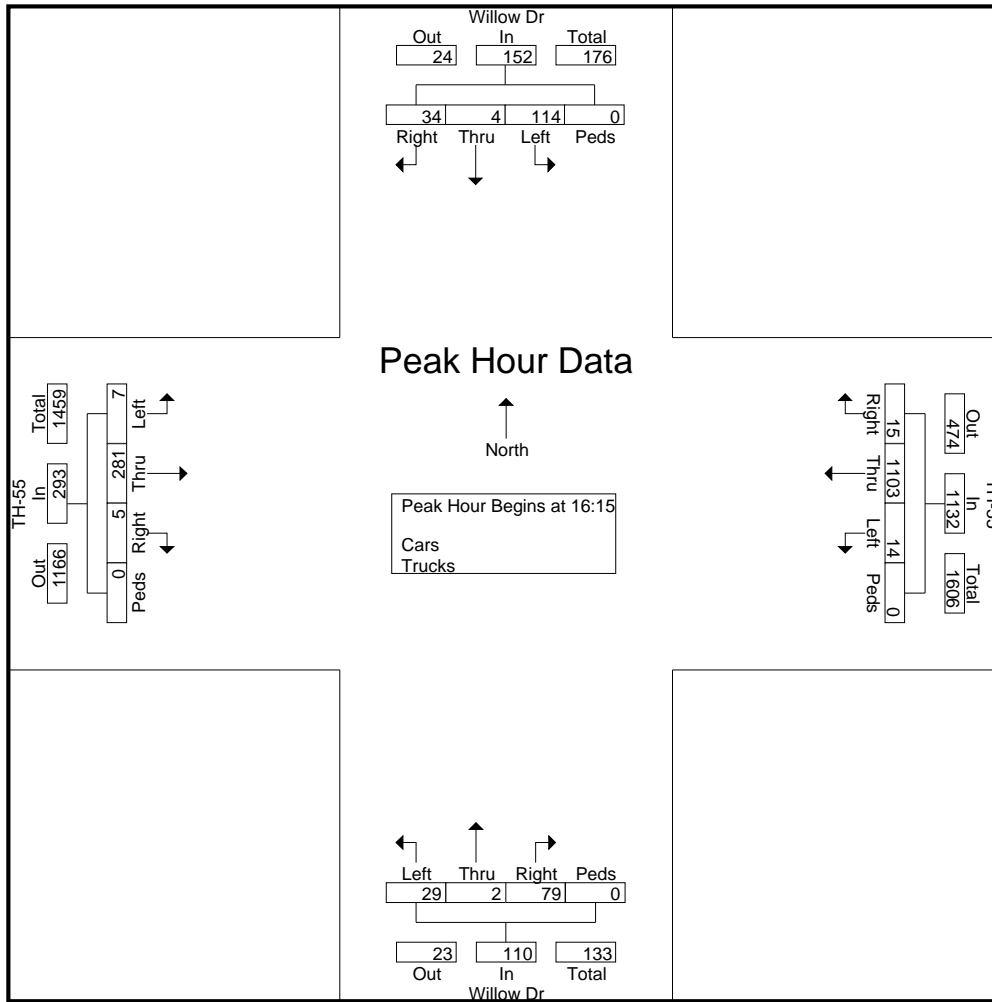 Willow Dr
Out In Total
24 152 176
34 4 114 0
Right Thru Left Peds
Peak Hour Data
North
Peak Hour Begins at 16:15
Cars
Trucks
TH-55
Total In Out
1459 293 1166
7 281 5 0
Left Thru Right Peds
Out In Total
474 1132 1606
15 1103 14 0
Right Thru Left Peds
Left Thru Right Peds
29 2 79 0
23 110 133
Out In Total
Willow Dr